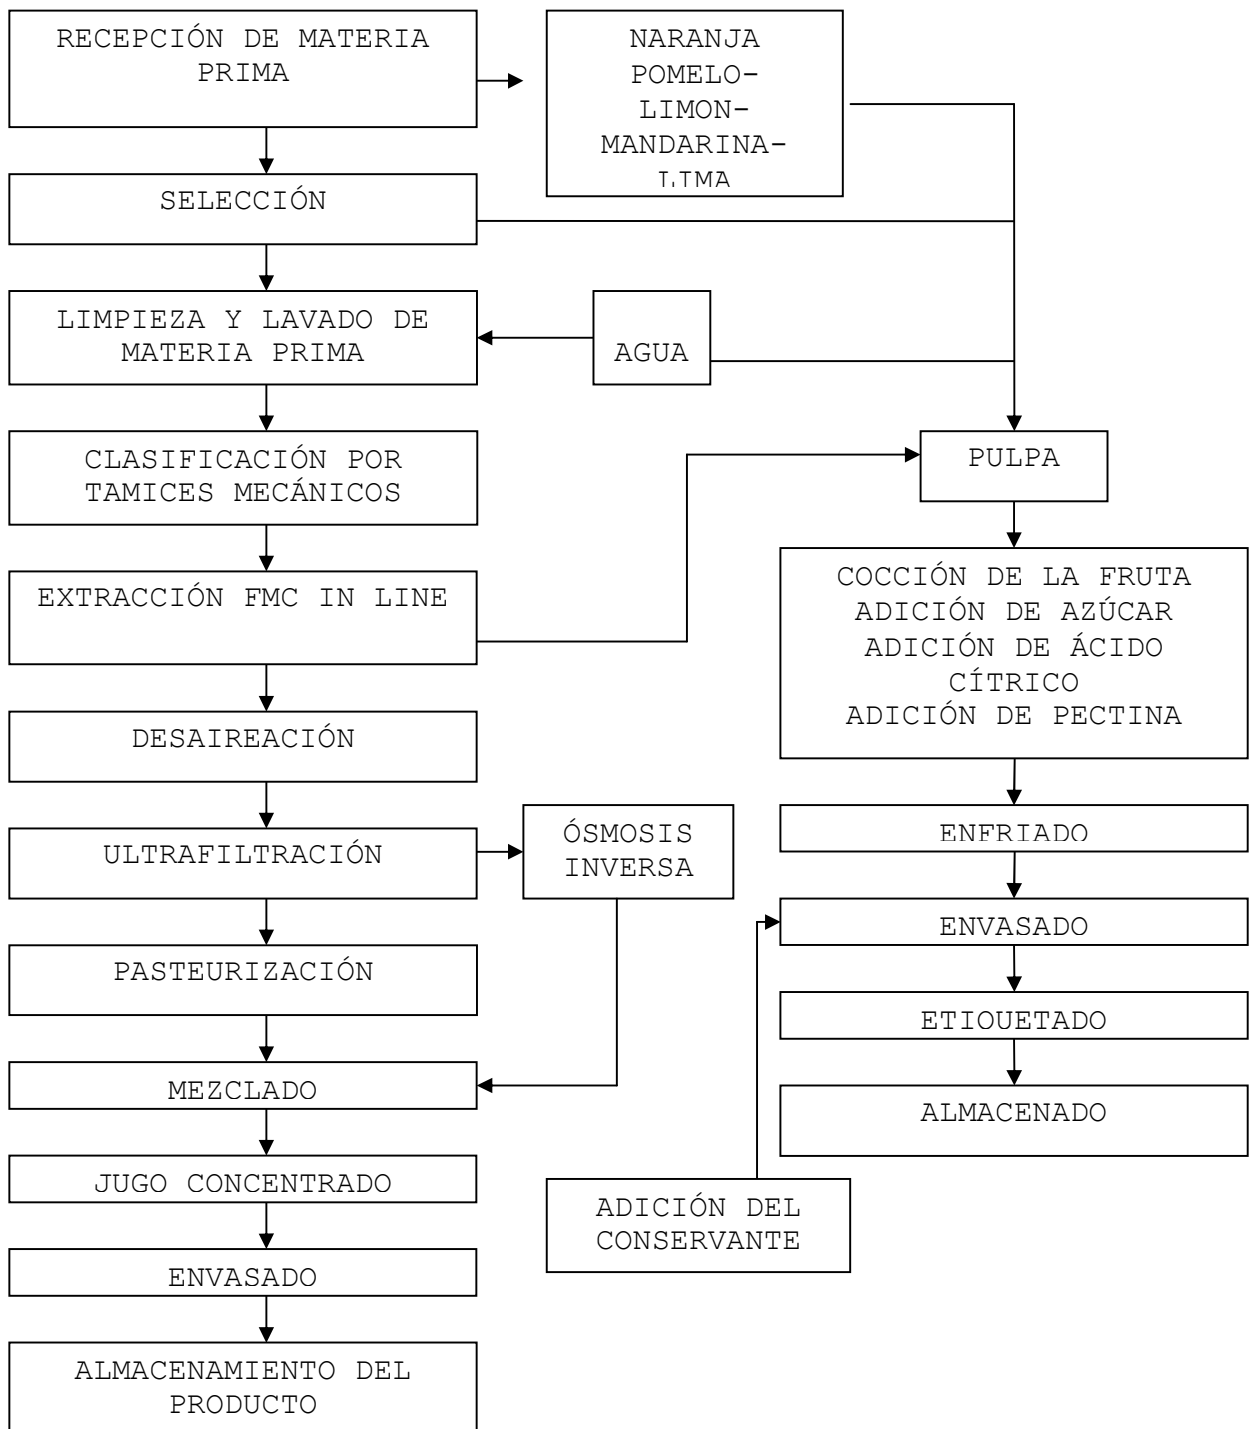 RECEPCIÓN DE MATERIA
PRIMA
NARANJA
POMELO-
LIMON-
MANDARINA-
LIMA
SELECCIÓN
LIMPIEZA Y LAVADO DE
MATERIA PRIMA
AGUA
CLASIFICACIÓN POR
TAMICES MECÁNICOS
PULPA
EXTRACCIÓN FMC IN LINE
COCCIÓN DE LA FRUTA
ADICIÓN DE AZÚCAR
ADICIÓN DE ÁCIDO
CÍTRICO
ADICIÓN DE PECTINA
DESAIREACIÓN
ULTRAFILTRACIÓN
ÓSMOSIS
INVERSA
ENFRIADO
ENVASADO
PASTEURIZACIÓN
ETIQUETADO
MEZCLADO
ALMACENADO
JUGO CONCENTRADO
ADICIÓN DEL
CONSERVANTE
ENVASADO
ALMACENAMIENTO DEL
PRODUCTO